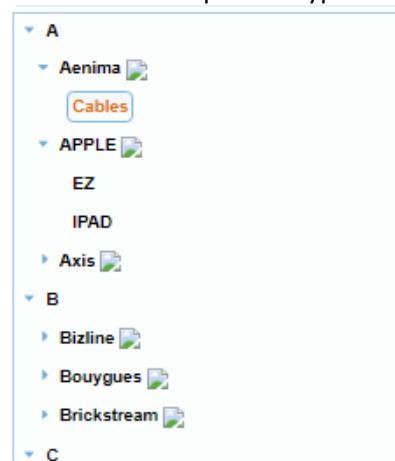 A
Aenima
Cables
APPLE
EZ
IPAD
Axis
B
Bizline
Bouygues
Brickstream
C